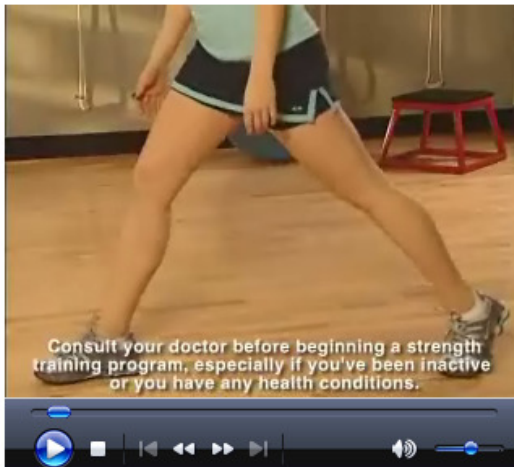 Consult your doctor before beginning a strength
training program, especially if you've been inactive
or you have any health conditions.